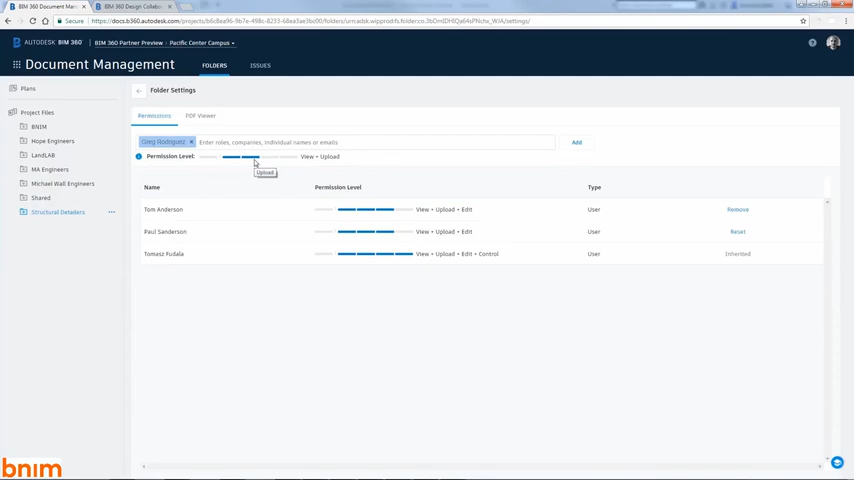 BIM 360 Document Man...
BIM 360 Design Collabo
Secure
https://docs.b360.autodesk.com/projects/b6c8ea96-9b7e-498c-8233-68ea3ae3bc00/folders/urn:adsk.wipprod:fs.folder:co.3bDmIDHIQa64sPNchx_WJA/settings/
AUTODESK BIM 360
BIM 360 Partner Preview
Pacific Center Campus
Document Management
FOLDERS
ISSUES
Plans
Project Files
BNIM
Hope Engineers
LandLAB
MA Engineers
Michael Wall Engineers
Shared
Structural Detailers
Folder Settings
Permissions
PDF Viewer
Greg Rodriguez × Enter roles, companies, individual names or emails
Add
Permission Level: View + Upload
Upload
Name Permission Level Type
Tom Anderson View + Upload + Edit User Remove
Paul Sanderson View + Upload + Edit User Reset
Tomasz Fudala View + Upload + Edit + Control User Inherited
bnim